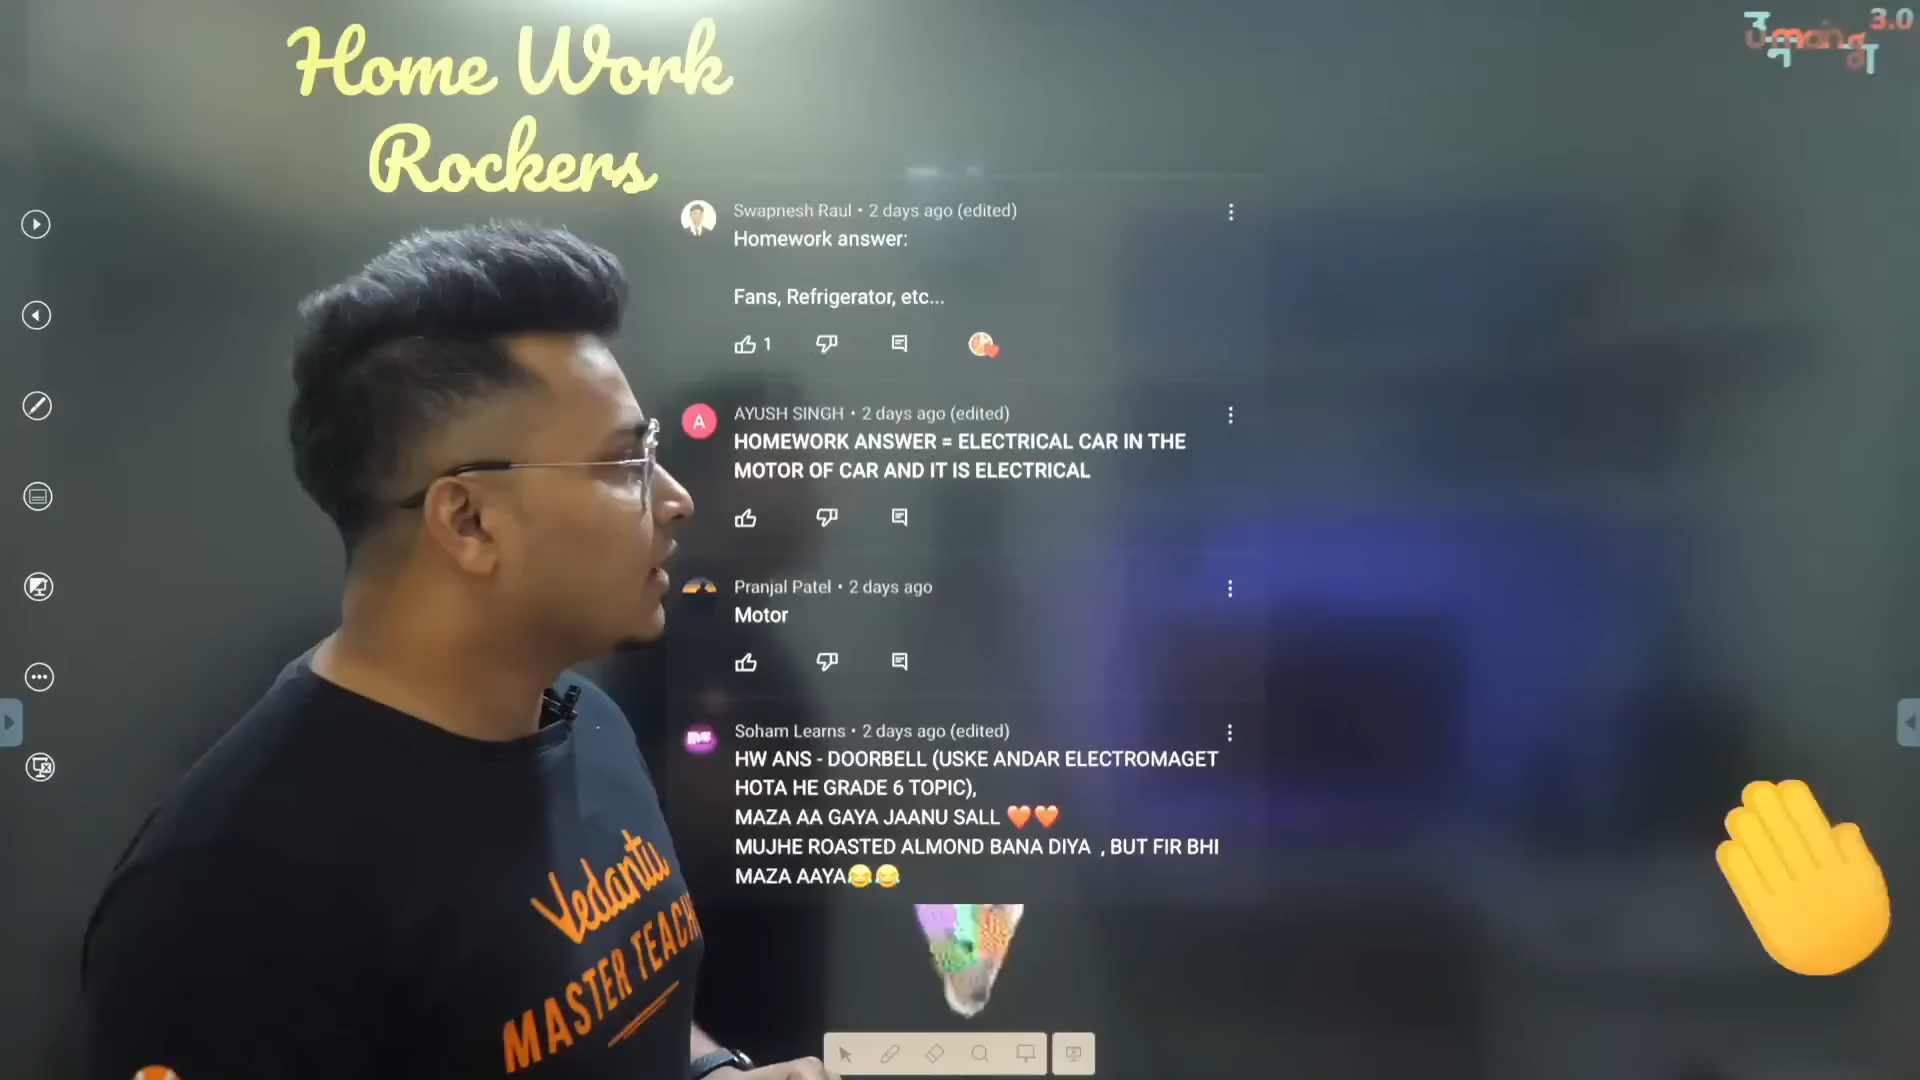 Home Work
Rockers
उमंग
umang
3.0
Swapnesh Raul • 2 days ago (edited)
Homework answer:
Fans, Refrigerator, etc...
1
A
AYUSH SINGH • 2 days ago (edited)
HOMEWORK ANSWER = ELECTRICAL CAR IN THE
MOTOR OF CAR AND IT IS ELECTRICAL
Pranjal Patel • 2 days ago
Motor
Soham Learns • 2 days ago (edited)
HW ANS - DOORBELL (USKE ANDAR ELECTROMAGET
HOTA HE GRADE 6 TOPIC),
MAZA AA GAYA JAANU SALL ❤️❤️
MUJHE ROASTED ALMOND BANA DIYA , BUT FIR BHI
MAZA AAYA😂😂
Vedantu
MASTER TEACH